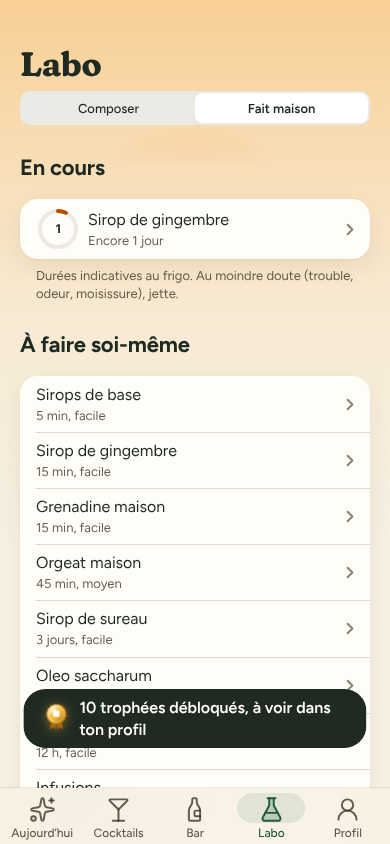 Labo
Composer
Fait maison
En cours
1
Sirop de gingembre
Encore 1 jour
Durées indicatives au frigo. Au moindre doute (trouble,
odeur, moisissure), jette.
À faire soi-même
Sirops de base
5 min, facile
Sirop de gingembre
15 min, facile
Grenadine maison
15 min, facile
Orgeat maison
45 min, moyen
Sirop de sureau
3 jours, facile
Oleo saccharum
10 trophées débloqués, à voir dans
ton profil
12 h, facile
Infusions
Aujourd'hui
Cocktails
Bar
Labo
Profil